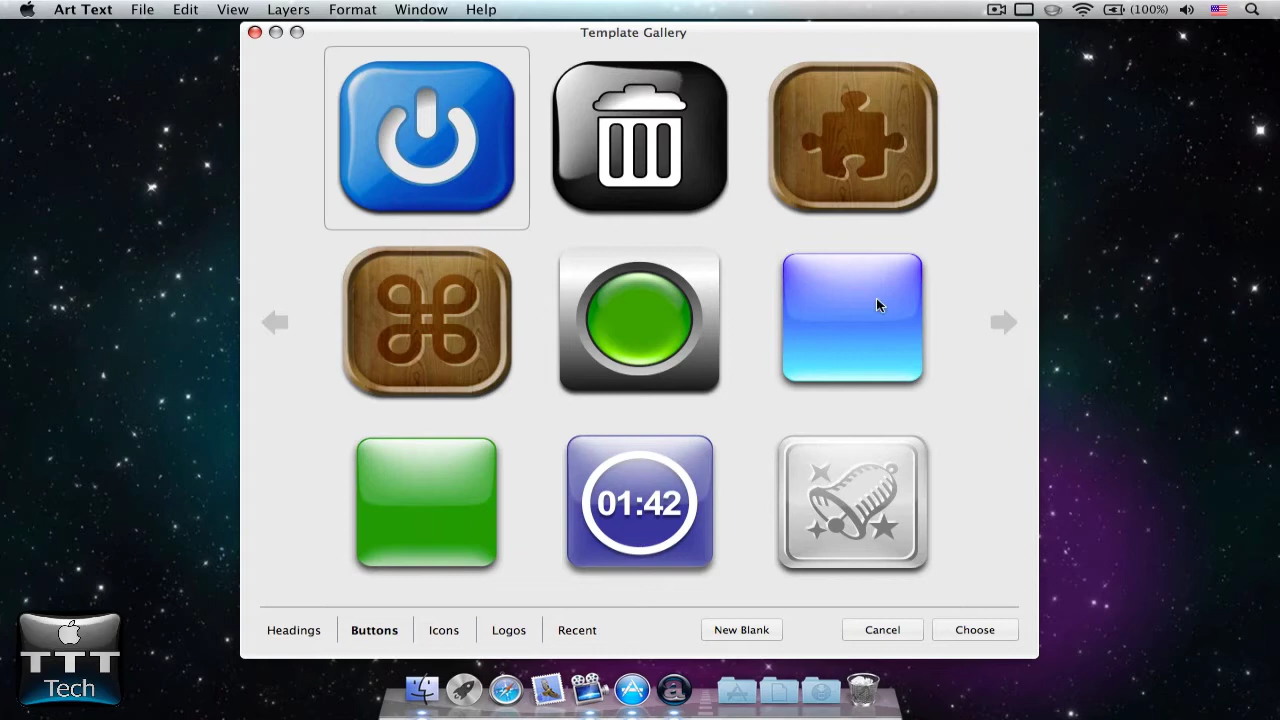 Art Text File Edit View Layers Format Window Help (100%)
Template Gallery
01:42
Headings Buttons Icons Logos Recent New Blank Cancel Choose
TTT
Tech
a